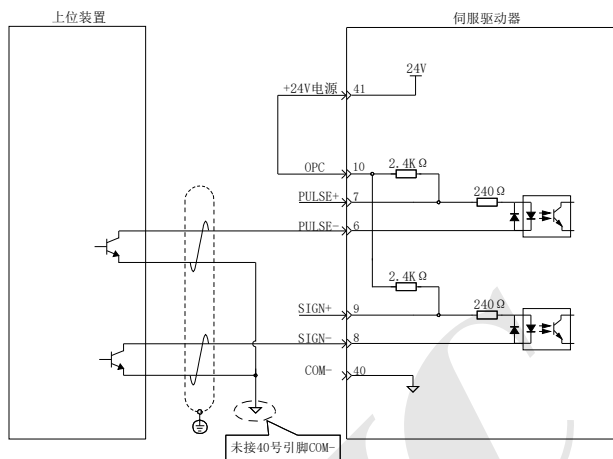 上位装置
伺服驱动器
24V
+24V电源
41
OPC
10
2.4KΩ
PULSE+
7
240Ω
PULSE-
6
2.4KΩ
SIGN+
9
240Ω
SIGN-
8
COM-
40
未接40号引脚COM-